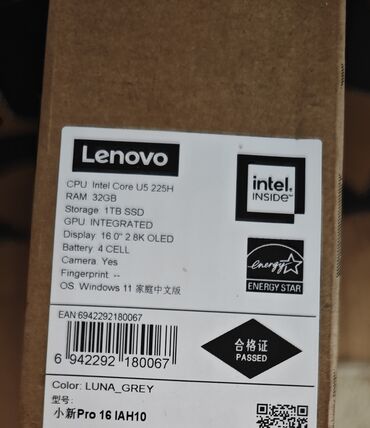 Lenovo
CPU Intel Core U5 225H
RAM 32GB
Storage 1TB SSD
GPU INTEGRATED
Display 16.0" 2.8K OLED
Battery 4 CELL
Camera Yes
Fingerprint --
OS Windows 11 家庭中文版
intel.
INSIDE™
energy
ENERGY STAR
EAN 6942292180067
6 942292 180067
合格证
PASSED
Color: LUNA_GREY
型号:
小新Pro 16 IAH10